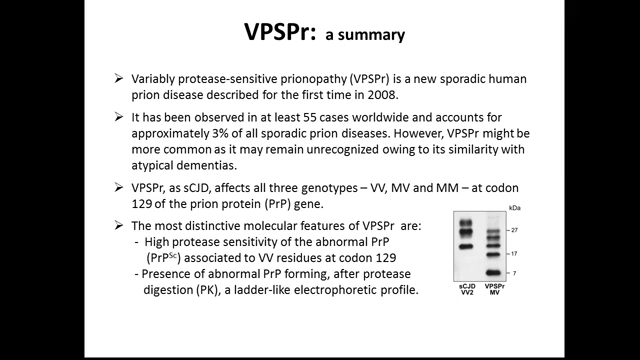 VPSPr: a summary
➢ Variably protease-sensitive prionopathy (VPSPr) is a new sporadic human
prion disease described for the first time in 2008.
➢ It has been observed in at least 55 cases worldwide and accounts for
approximately 3% of all sporadic prion diseases. However, VPSPr might be
more common as it may remain unrecognized owing to its similarity with
atypical dementias.
➢ VPSPr, as sCJD, affects all three genotypes – VV, MV and MM – at codon
129 of the prion protein (PrP) gene.
➢ The most distinctive molecular features of VPSPr are:
- High protease sensitivity of the abnormal PrP
(PrPSc) associated to VV residues at codon 129
- Presence of abnormal PrP forming, after protease
digestion (PK), a ladder-like electrophoretic profile.
kDa
- 27
- 17
- 7
sCJD VPSPr
VV2 MV